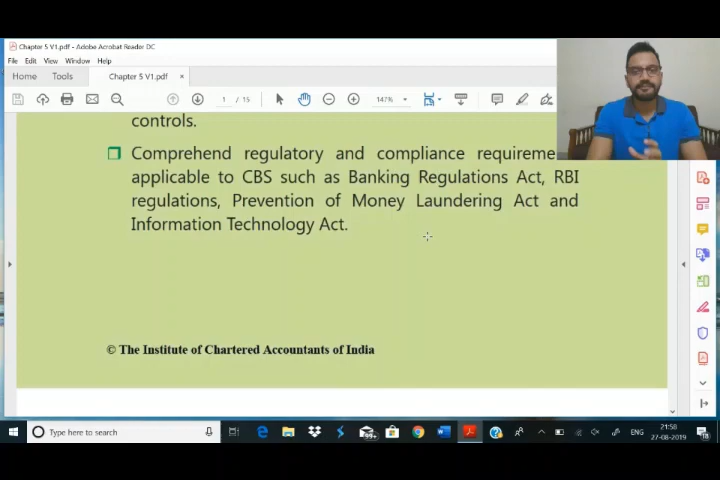 Chapter 5 V1.pdf - Adobe Acrobat Reader DC
File Edit View Window Help
Home Tools Chapter 5 V1.pdf ×
1 / 15 147%
controls.
Comprehend regulatory and compliance requireme
applicable to CBS such as Banking Regulations Act, RBI
regulations, Prevention of Money Laundering Act and
Information Technology Act.
© The Institute of Chartered Accountants of India
Type here to search
99+
ENG
21:58
27-08-2019